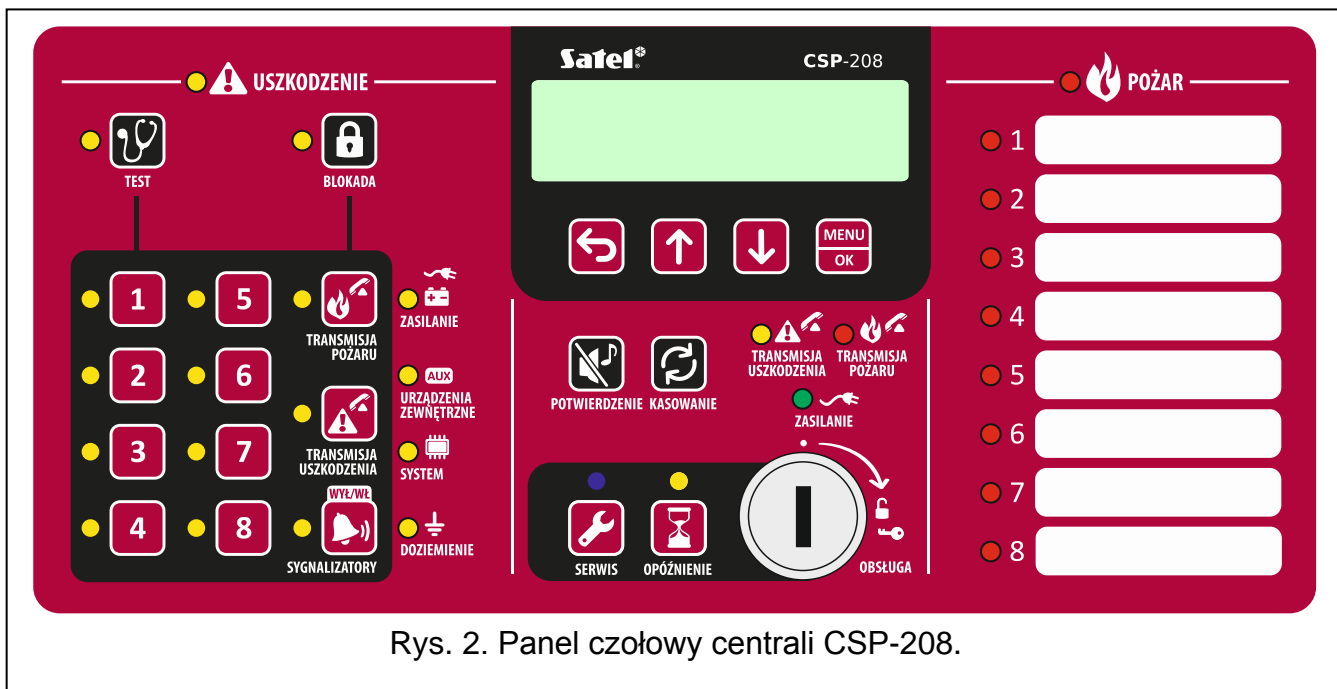 USZKODZENIE
TEST
BLOKADA
1
5
TRANSMISJA
POŻARU
2
6
TRANSMISJA
USZKODZENIA
3
7
WYŁ/WŁ
4
8
SYGNALIZATORY
ZASILANIE
AUX
URZĄDZENIA
ZEWNĘTRZNE
SYSTEM
DOZIEMIENIE
Satel
CSP-208
MENU
OK
POTWIERDZENIE
KASOWANIE
TRANSMISJA
USZKODZENIA
TRANSMISJA
POŻARU
ZASILANIE
SERWIS
OPÓŹNIENIE
OBSŁUGA
POŻAR
1
2
3
4
5
6
7
8
Rys. 2. Panel czołowy centrali CSP-208.